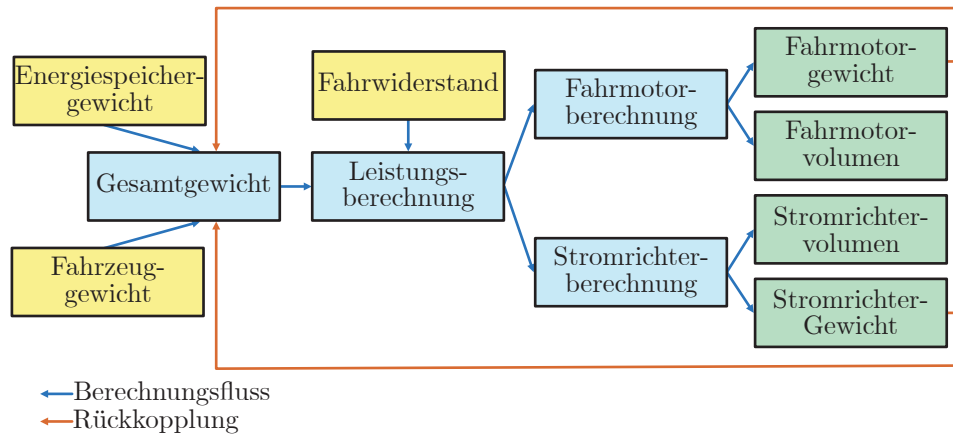 Energiespeicher-
gewicht
Gesamtgewicht
Fahrzeug-
gewicht
Fahrwiderstand
Leistungs-
berechnung
Fahrmotor-
berechnung
Stromrichter-
berechnung
Fahrmotor-
gewicht
Fahrmotor-
volumen
Stromrichter-
volumen
Stromrichter-
Gewicht
Berechnungsfluss
Rückkopplung